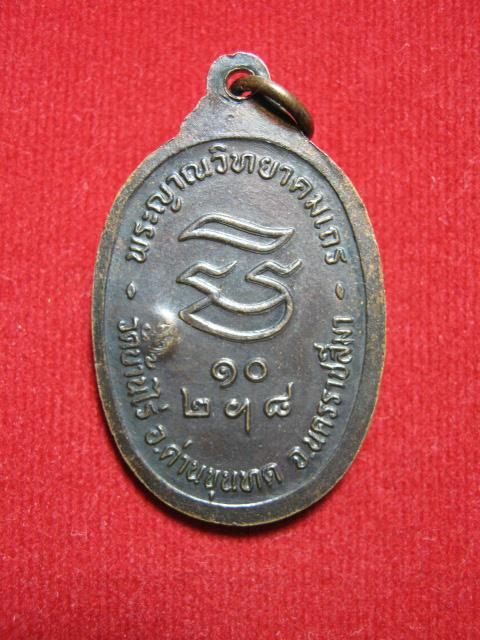 พระญาณวิทยาคมเถร
๑๐
๒ ๙ ๘
วัดบ้านไร่ อ.ด่านขุนทด จ.นครราชสีมา